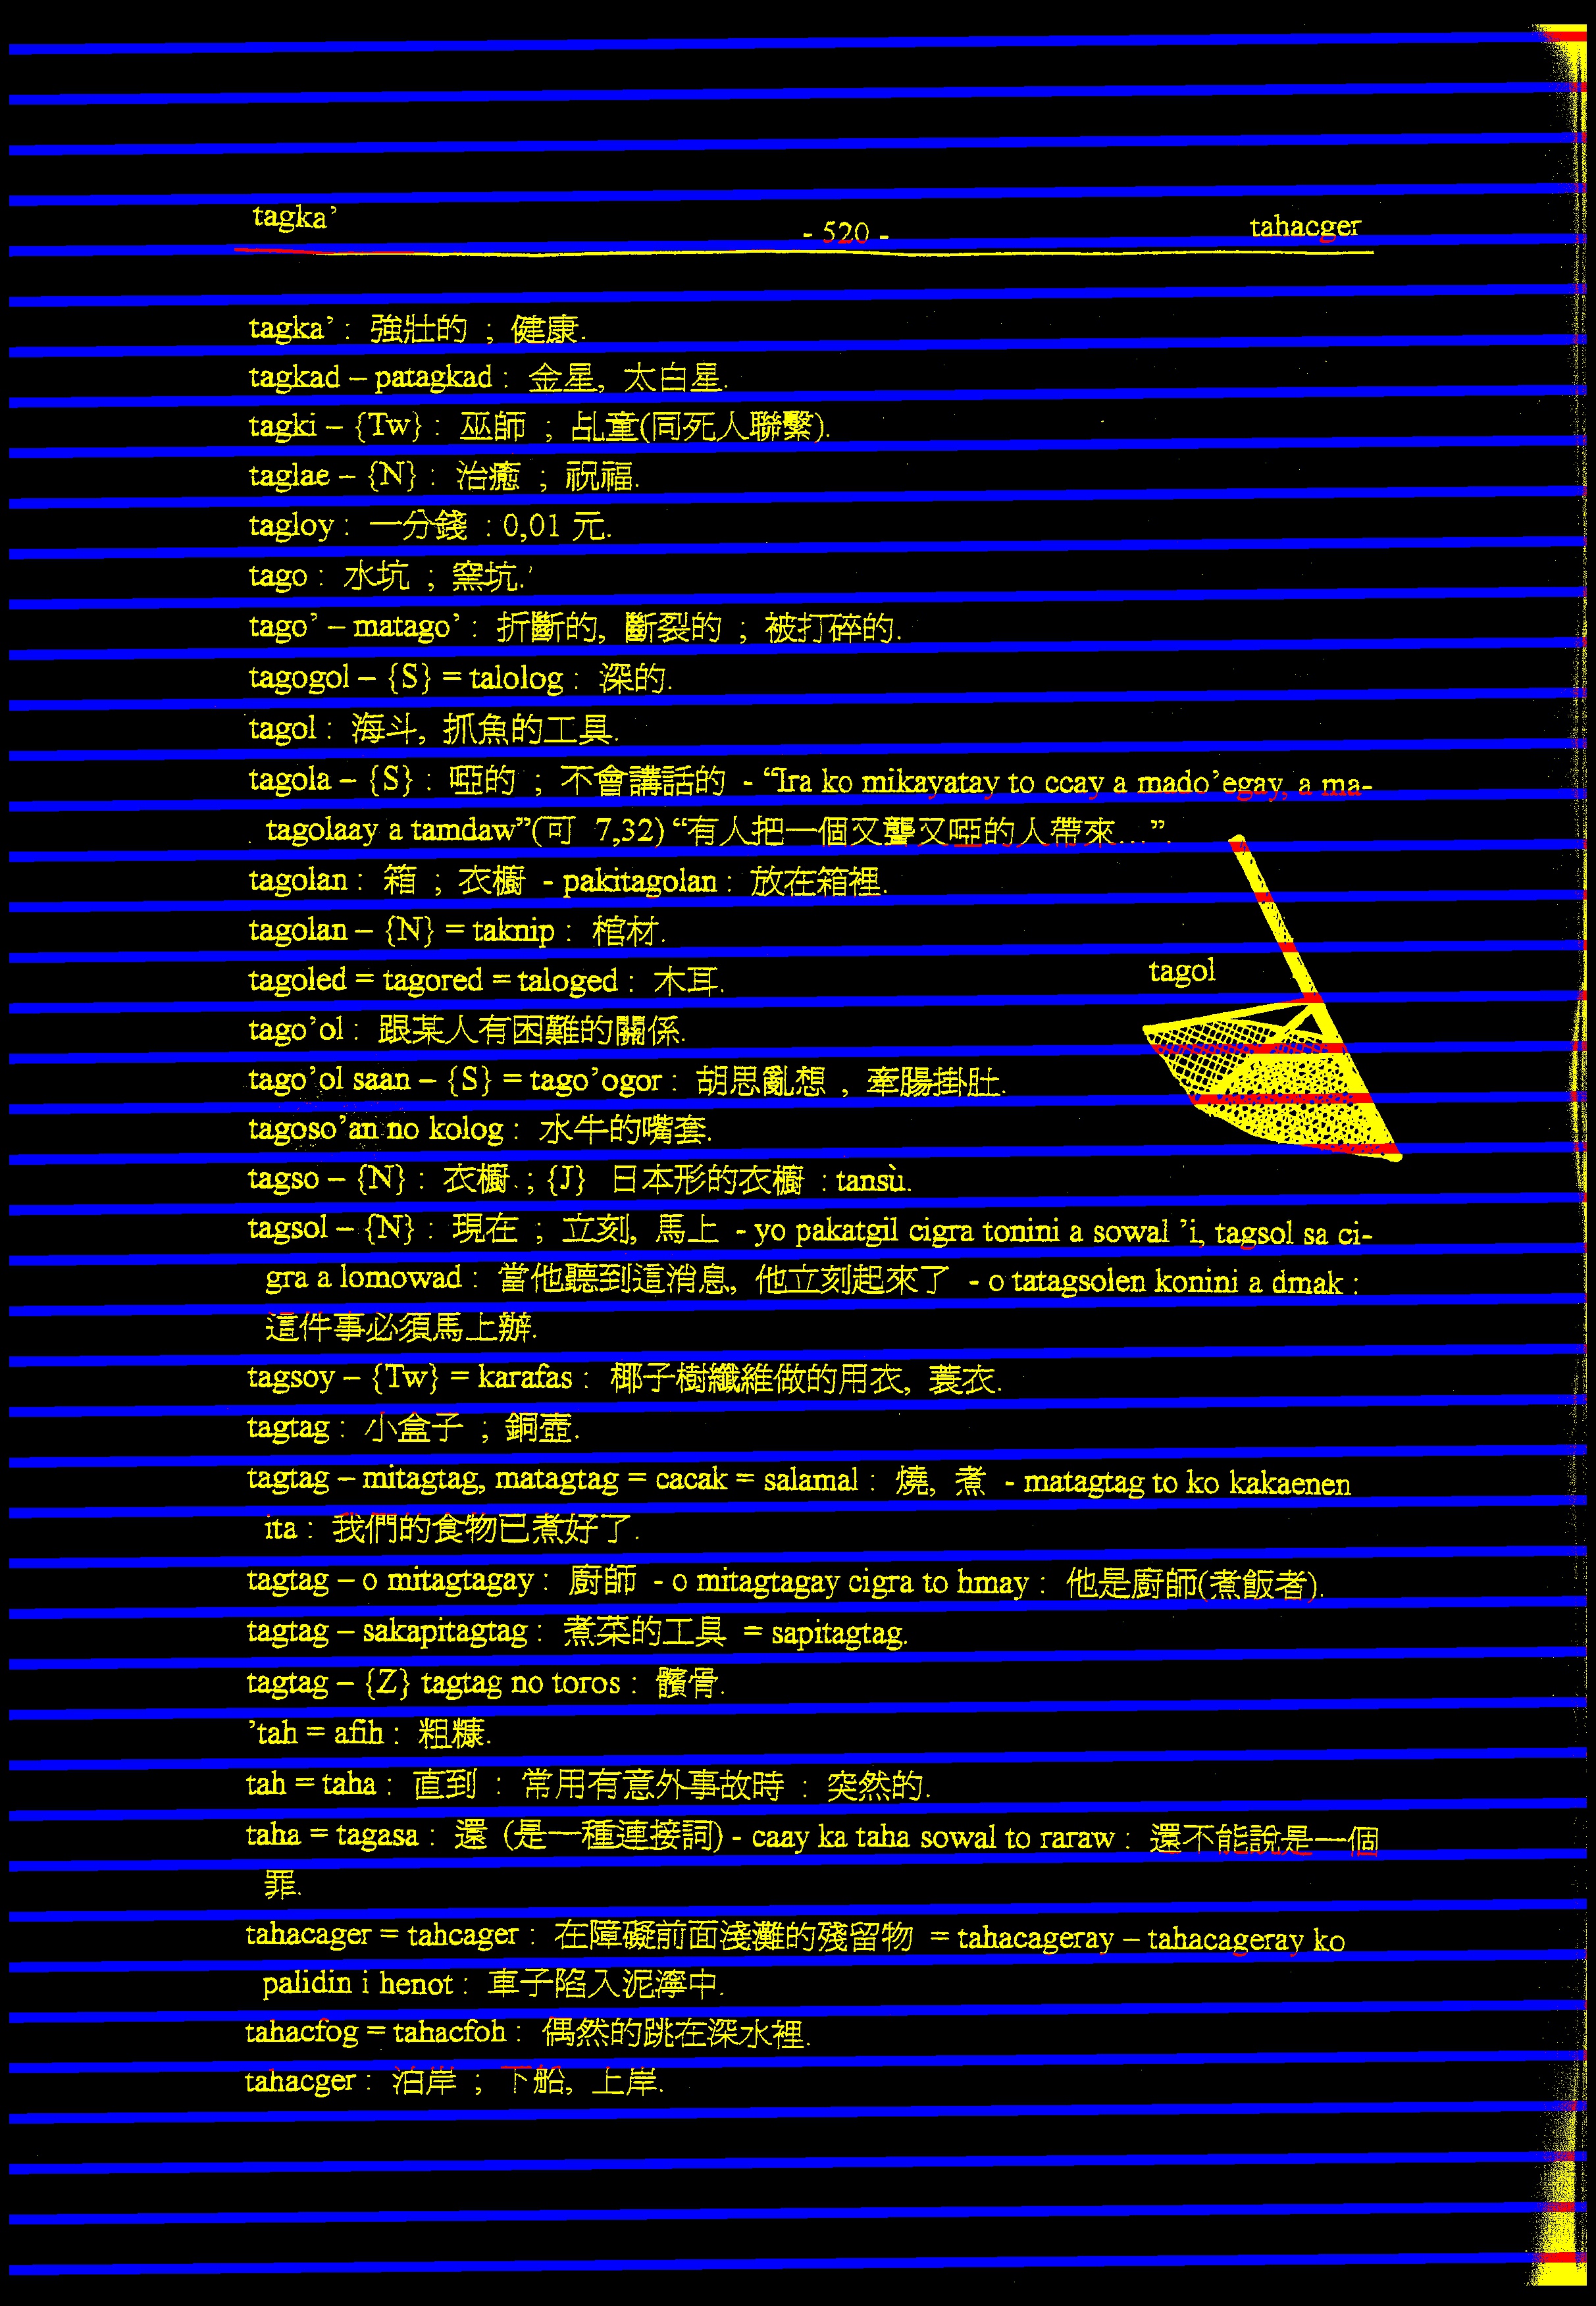 tagka’
- 520 -
tahacger
tagka’ : 強壯的 ; 健康.
tagkad – patagkad : 金星, 太白星.
tagki – {Tw} : 巫師 ; 乩童(同死人聯繫).
taglae – {N} : 治癒 ; 祝福.
tagloy : 一分錢 : 0,01 元.
tago : 水坑 ; 窯坑.
tago’ – matago’ : 折斷的, 斷裂的 ; 被打碎的.
tagogol – {S} = talolog : 深的.
tagol : 海斗, 抓魚的工具.
tagola – {S} : 啞的 ; 不會講話的 - “Ira ko mikayatay to ccay a mado’egay, a ma-
tagolaay a tamdaw”(可 7,32) “有人把一個又聾又啞的人帶來…”.
tagolan : 箱 ; 衣櫥 - pakitagolan : 放在箱裡.
tagolan – {N} = taknip : 棺材.
tagoled = tagored = taloged : 木耳.
tagol
tago’ol : 跟某人有困難的關係.
tago’ol saan – {S} = tago’ogor : 胡思亂想 , 牽腸掛肚.
tagoso’an no kolog : 水牛的嘴套.
tagso – {N} : 衣櫥 ; {J} 日本形的衣櫥 : tansù.
tagsol – {N} : 現在 ; 立刻, 馬上 - yo pakatgil cigra tonini a sowal ’i, tagsol sa ci-
gra a lomowad : 當他聽到這消息, 他立刻起來了 - o tatagsolen konini a dmak :
這件事必須馬上辦.
tagsoy – {Tw} = karafas : 椰子樹纖維做的用衣, 蓑衣.
tagtag : 小盒子 ; 銅壺.
tagtag – mitagtag, matagtag = cacak = salamal : 燒, 煮 - matagtag to ko kakaenen
ita : 我們的食物已煮好了.
tagtag – o mitagtagay : 廚師 - o mitagtagay cigra to hmay : 他是廚師(煮飯者).
tagtag – sakapitagtag : 煮菜的工具 = sapitagtag.
tagtag – {Z} tagtag no toros : 髕骨.
’tah = afih : 粗糠.
tah = taha : 直到 : 常用有意外事故時 : 突然的.
taha = tagasa : 還 (是一種連接詞) - caay ka taha sowal to raraw : 還不能說是一個
罪.
tahacager = tahcager : 在障礙前面淺灘的殘留物 = tahacageray – tahacageray ko
palidin i henot : 車子陷入泥濘中.
tahacfog = tahacfoh : 偶然的跳在深水裡.
tahacger : 泊岸 ; 下船, 上岸.